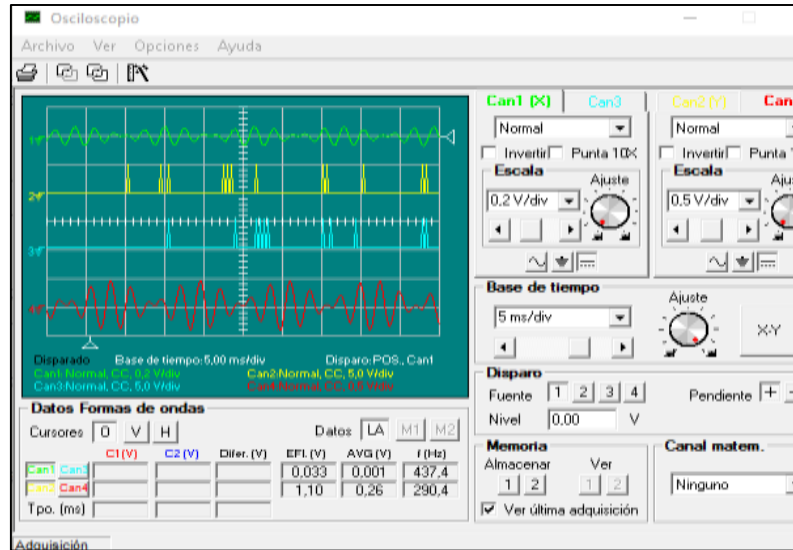 Osciloscopio
Archivo Ver Opciones Ayuda
Can1 (X) Can3 Can2 (Y) Can
Normal Normal
Invertir Punta 10X Invertir Punta
Escala Escala
Ajuste
0,2 V/div 0,5 V/div
Base de tiempo
Ajuste
5 ms/div
X-Y
Disparado Base de tiempo:5,00 ms/div Disparo:POS., Can1
Can1:Normal, CC, 0,2 V/div Can2:Normal, CC, 5,0 V/div
Can3:Normal, CC, 5,0 V/div Can4:Normal, CC, 0,5 V/div
Disparo
Fuente 1 2 3 4 Pendiente + -
Nivel 0.00 V
Datos Formas de ondas
Cursores 0 V H Datos LA M1 M2
C1(V) C2 (V) Difer. (V) EFI. (V) AVG (V) f (Hz)
Can1 Can3 0,033 0,001 437,4
Can2 Can4 1,10 0,26 290,4
Tpo. (ms)
Memoria Canal matem.
Almacenar Ver
1 2 1 2 Ninguno
Ver última adquisición
Adquisición